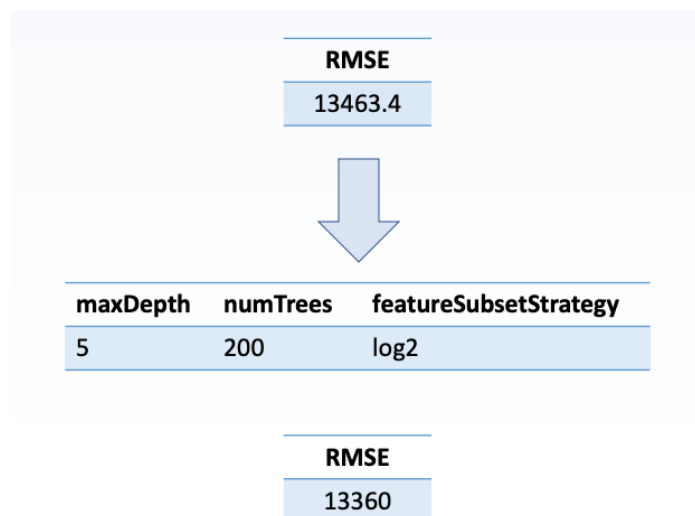 RMSE
13463.4
maxDepth numTrees featureSubsetStrategy
5 200 log2
RMSE
13360